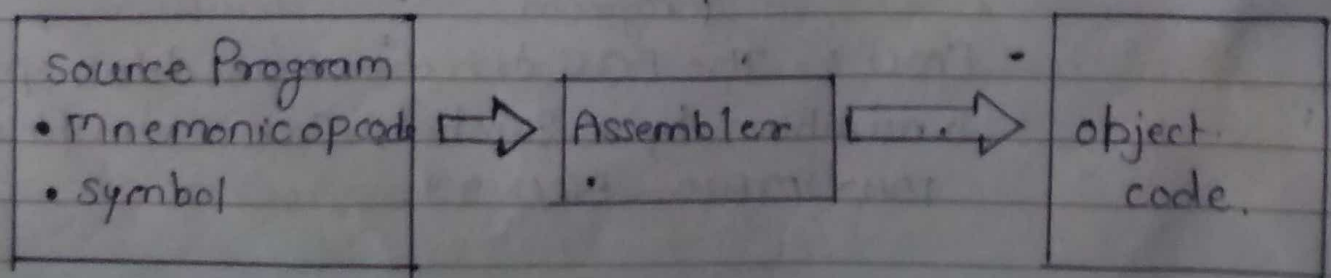 Source Program
• Mnemonic opcode
• Symbol
Assembler
•
object
code.